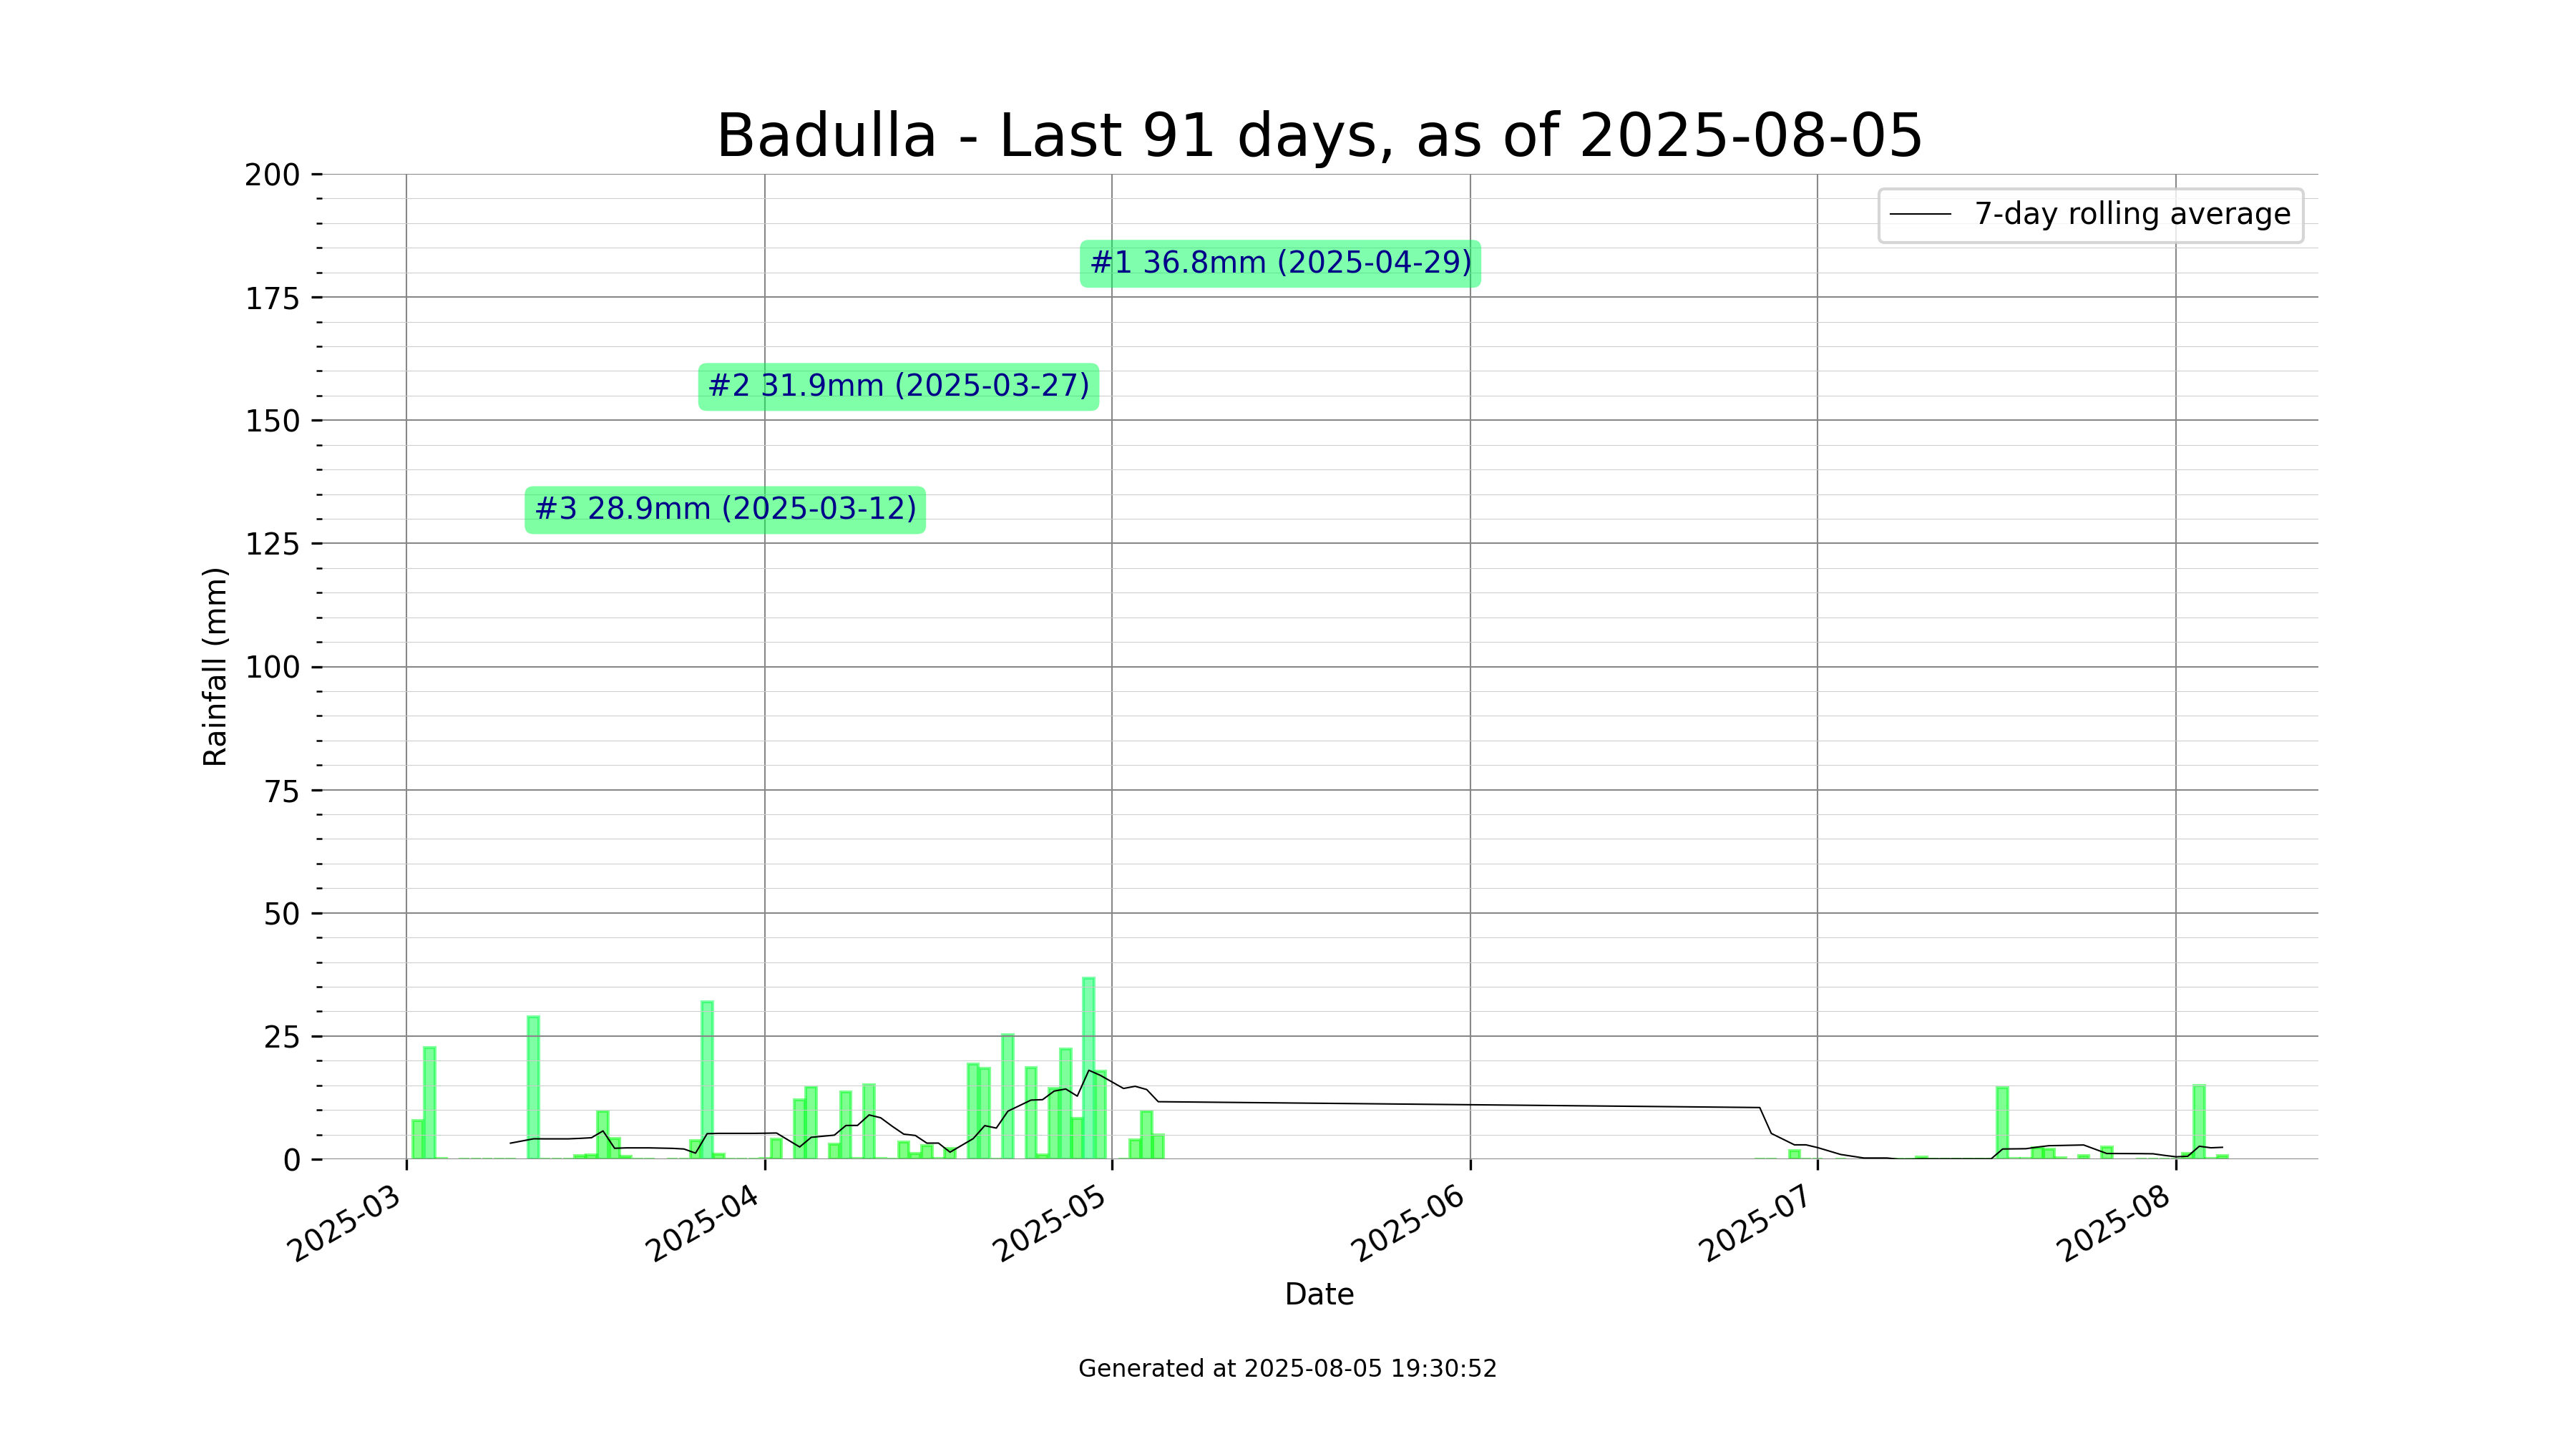 Badulla - Last 91 days, as of 2025-08-05
7-day rolling average
#1 36.8mm (2025-04-29)
#2 31.9mm (2025-03-27)
#3 28.9mm (2025-03-12)
Rainfall (mm)
200
175
150
125
100
75
50
25
0
2025-03
2025-04
2025-05
2025-06
2025-07
2025-08
Date
Generated at 2025-08-05 19:30:52